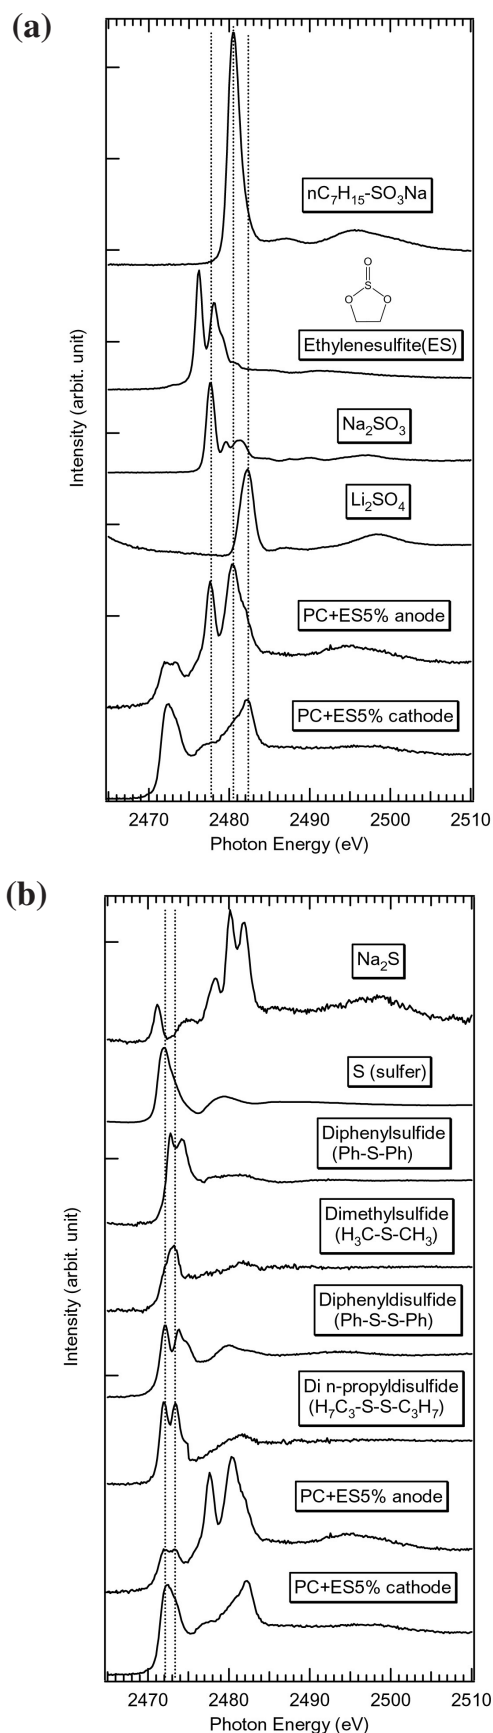 (a)
nC₇H₁₅-SO₃Na
O
S
O O
Ethylenesulfite(ES)
Na₂SO₃
Li₂SO₄
PC+ES5% anode
PC+ES5% cathode
Intensity (arbit. unit)
2470 2480 2490 2500 2510
Photon Energy (eV)
(b)
Na₂S
S (sulfer)
Diphenylsulfide
(Ph-S-Ph)
Dimethylsulfide
(H₃C-S-CH₃)
Diphenyldisulfide
(Ph-S-S-Ph)
Di n-propyldisulfide
(H₇C₃-S-S-C₃H₇)
PC+ES5% anode
PC+ES5% cathode
Intensity (arbit. unit)
2470 2480 2490 2500 2510
Photon Energy (eV)